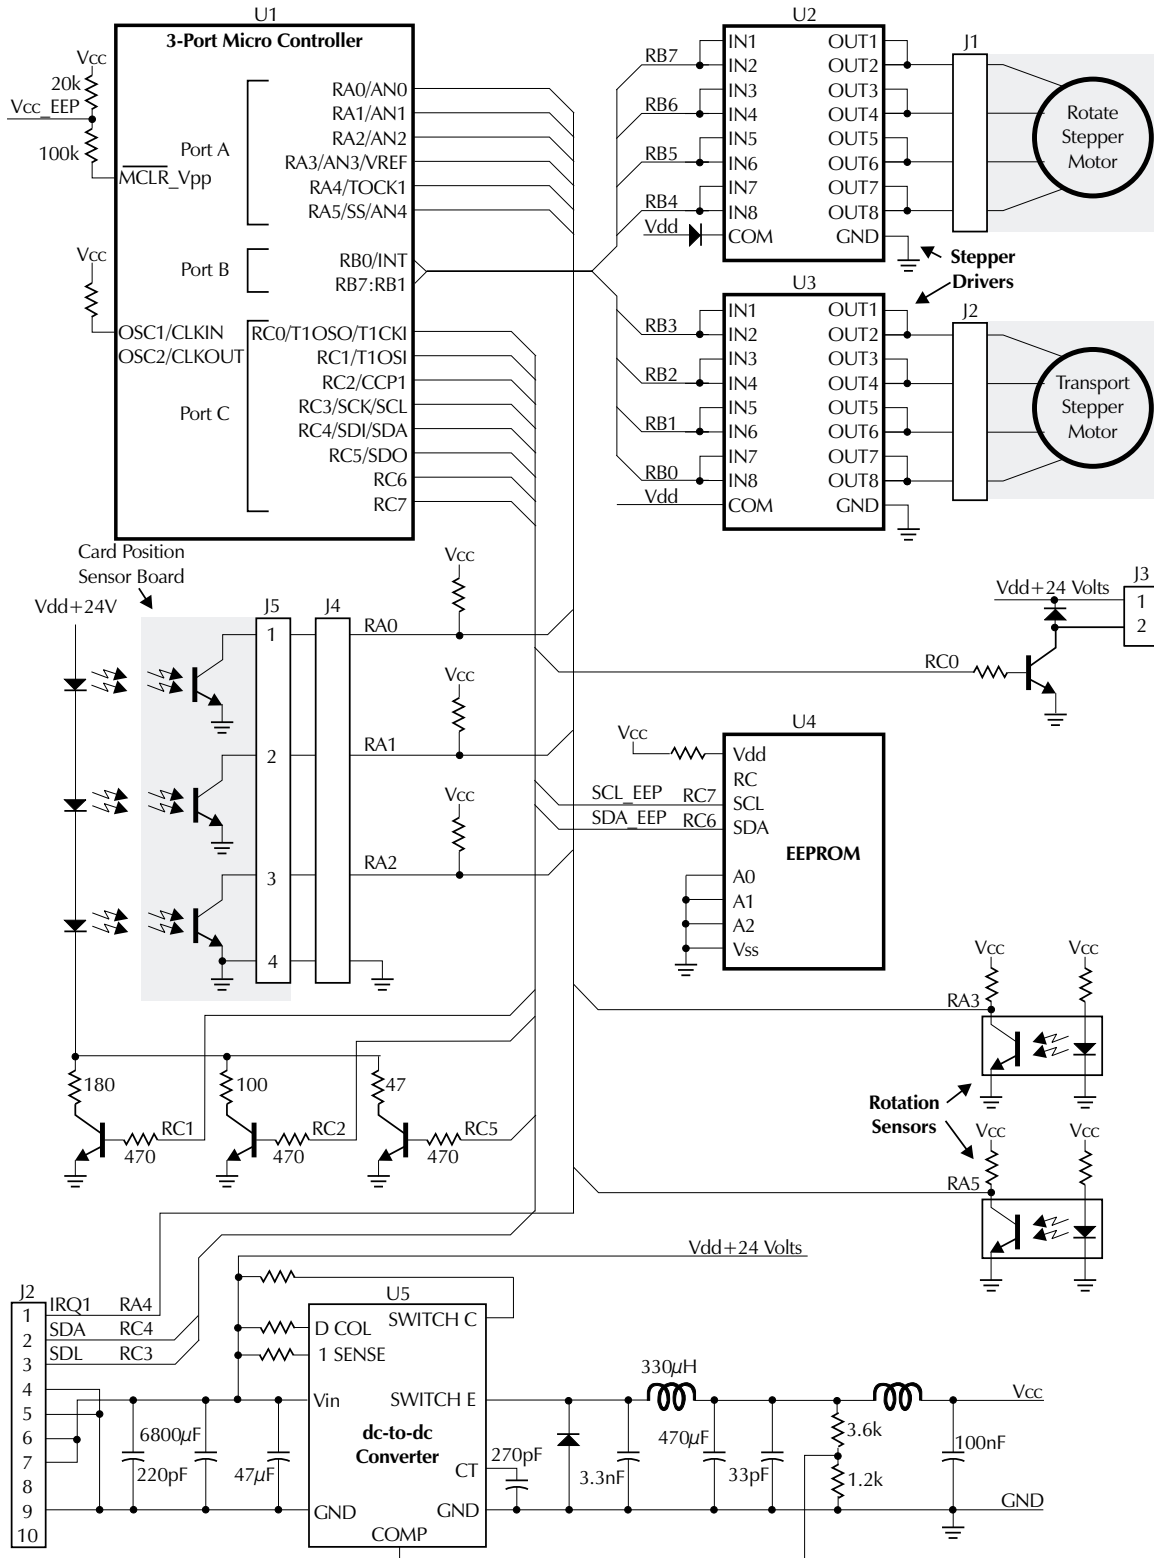 U1
3-Port Micro Controller
Vcc
20k
Vcc_EEP
100k
MCLR_Vpp
Port A
RA0/AN0
RA1/AN1
RA2/AN2
RA3/AN3/VREF
RA4/TOCK1
RA5/SS/AN4
Vcc
Port B
RB0/INT
RB7:RB1
OSC1/CLKIN
OSC2/CLKOUT
Port C
RC0/T1OSO/T1CKI
RC1/T1OSI
RC2/CCP1
RC3/SCK/SCL
RC4/SDI/SDA
RC5/SDO
RC6
RC7
U2
RB7
RB6
RB5
RB4
Vdd
IN1
IN2
IN3
IN4
IN5
IN6
IN7
IN8
COM
OUT1
OUT2
OUT3
OUT4
OUT5
OUT6
OUT7
OUT8
GND
J1
Rotate
Stepper
Motor
Stepper
Drivers
U3
RB3
RB2
RB1
RB0
Vdd
IN1
IN2
IN3
IN4
IN5
IN6
IN7
IN8
COM
OUT1
OUT2
OUT3
OUT4
OUT5
OUT6
OUT7
OUT8
GND
J2
Transport
Stepper
Motor
Card Position
Sensor Board
Vdd+24V
J5
J4
1
2
3
4
RA0
Vcc
RA1
Vcc
RA2
Vcc
Vdd+24 Volts
J3
1
2
RC0
U4
Vcc
Vdd
RC
SCL_EEP RC7
SCL
SDA_EEP RC6
SDA
EEPROM
A0
A1
A2
Vss
180
100
47
RC1
470
RC2
470
RC5
470
Vcc
Vcc
RA3
Rotation
Sensors
Vcc
Vcc
RA5
Vdd+24 Volts
J2
1
2
3
4
5
6
7
8
9
10
IRQ1 RA4
SDA RC4
SDL RC3
U5
SWITCH C
D COL
1 SENSE
Vin
SWITCH E
dc-to-dc
Converter
CT
GND
GND
COMP
6800µF
220pF
47µF
270pF
3.3nF
330µH
470µF
33pF
3.6k
1.2k
100nF
Vcc
GND